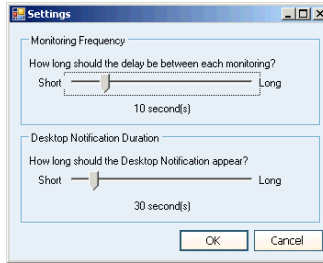 Settings
Monitoring Frequency
How long should the delay be between each monitoring?
Short Long
10 second(s)
Desktop Notification Duration
How long should the Desktop Notification appear?
Short Long
30 second(s)
OK Cancel